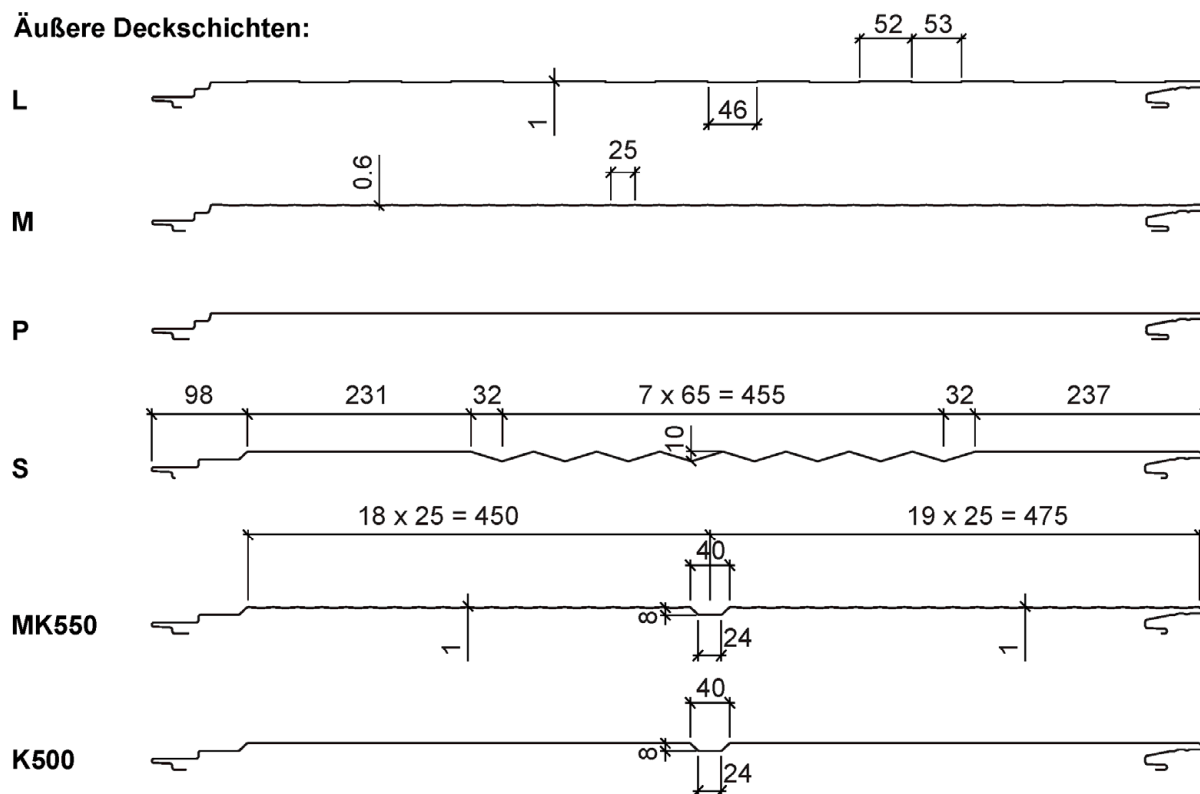 Äußere Deckschichten:
52 53
L
1
46
0.6
25
M
P
98 231 32 7 x 65 = 455 32 237
10
S
18 x 25 = 450 19 x 25 = 475
40
MK550
8
1
24
1
40
K500
8
24